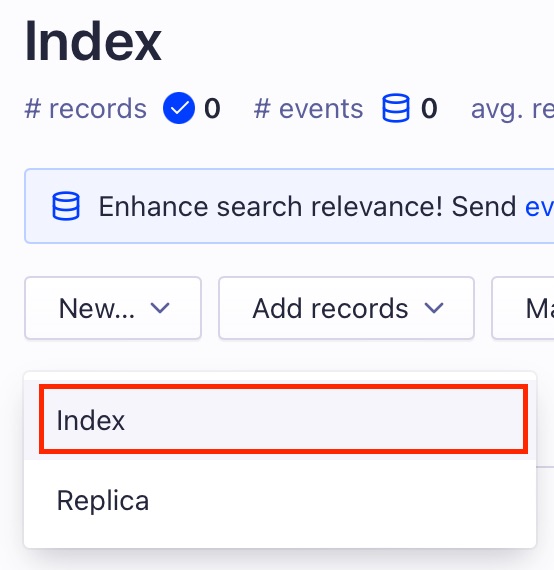 Index
# records 0 # events 0 avg. re
Enhance search relevance! Send ev
New... Add records Ma
Index
Replica